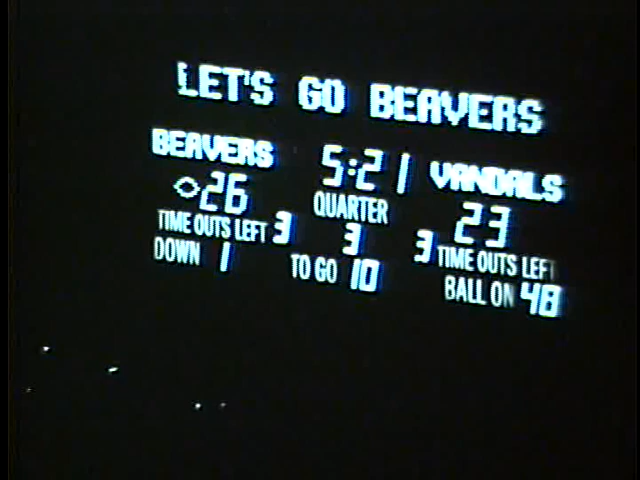 LET'S GO BEAVERS
BEAVERS 5:21 VANDALS
26 QUARTER 23
TIME OUTS LEFT 3 3 3 TIME OUTS LEFT
DOWN 1 TO GO 10 BALL ON 48